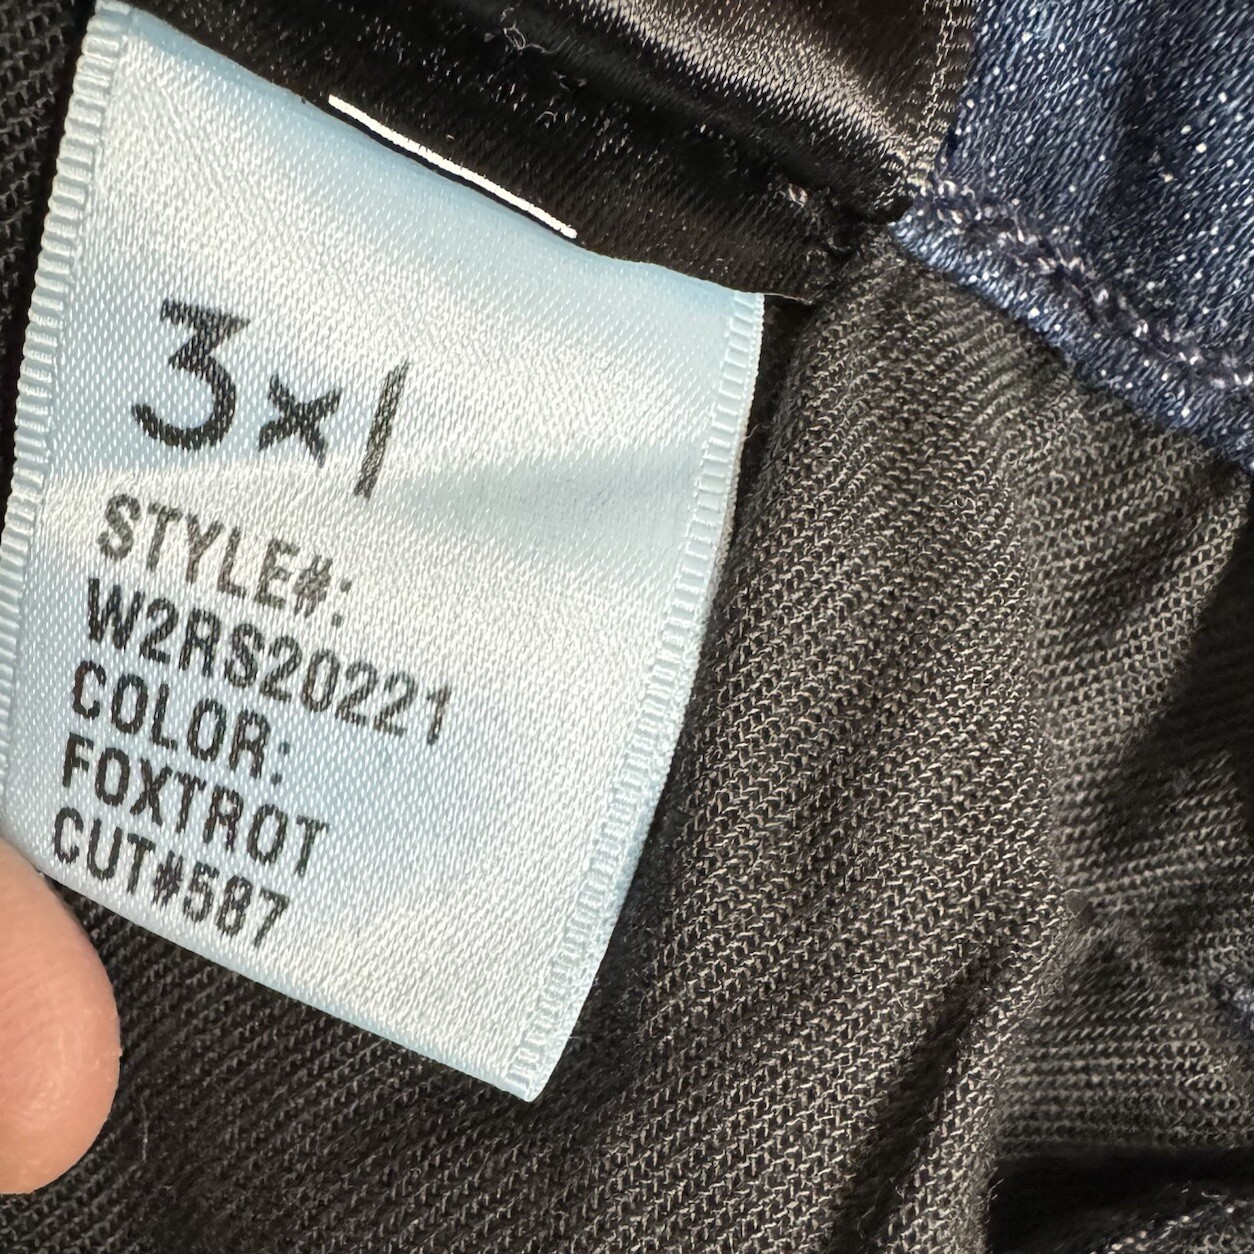 3x1
STYLE#:
W2RS20221
COLOR:
FOXTROT
CUT#587